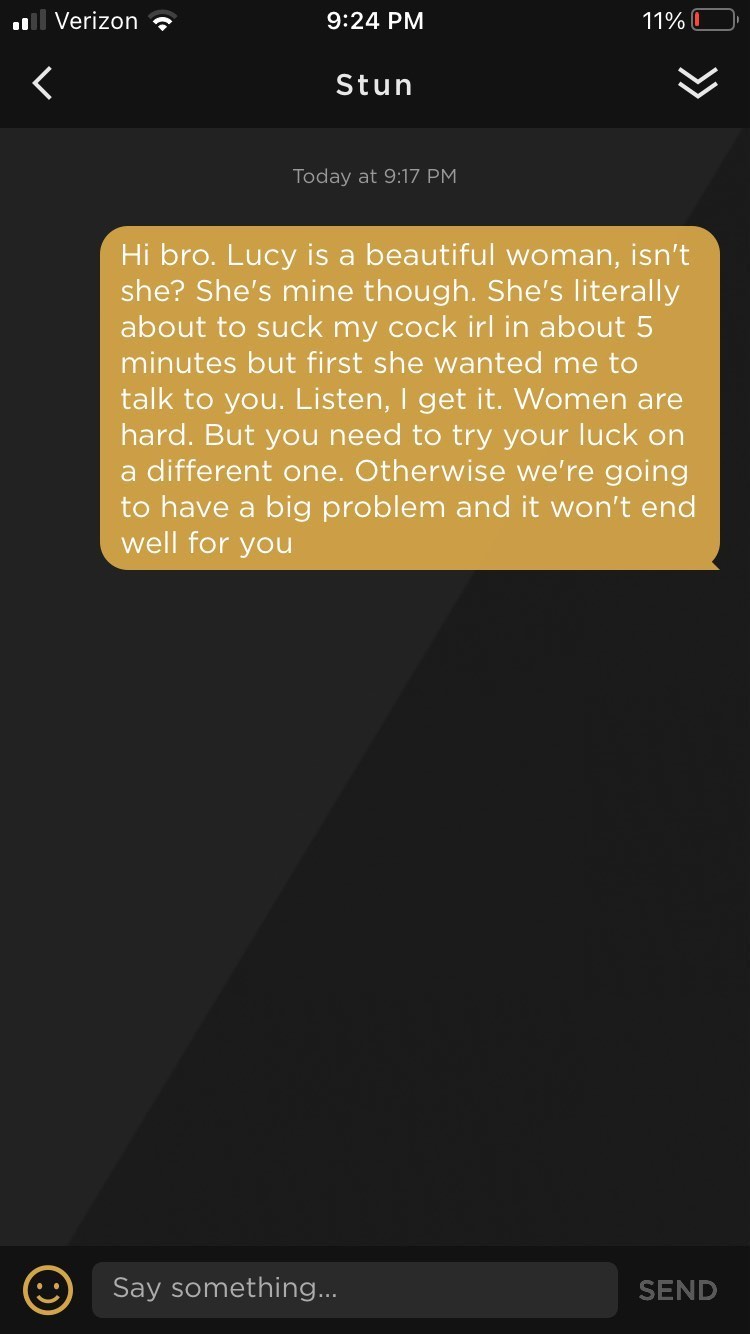 Verizon 9:24 PM 11%
Stun
Today at 9:17 PM
Hi bro. Lucy is a beautiful woman, isn't
she? She's mine though. She's literally
about to suck my cock irl in about 5
minutes but first she wanted me to
talk to you. Listen, I get it. Women are
hard. But you need to try your luck on
a different one. Otherwise we're going
to have a big problem and it won't end
well for you
Say something... SEND